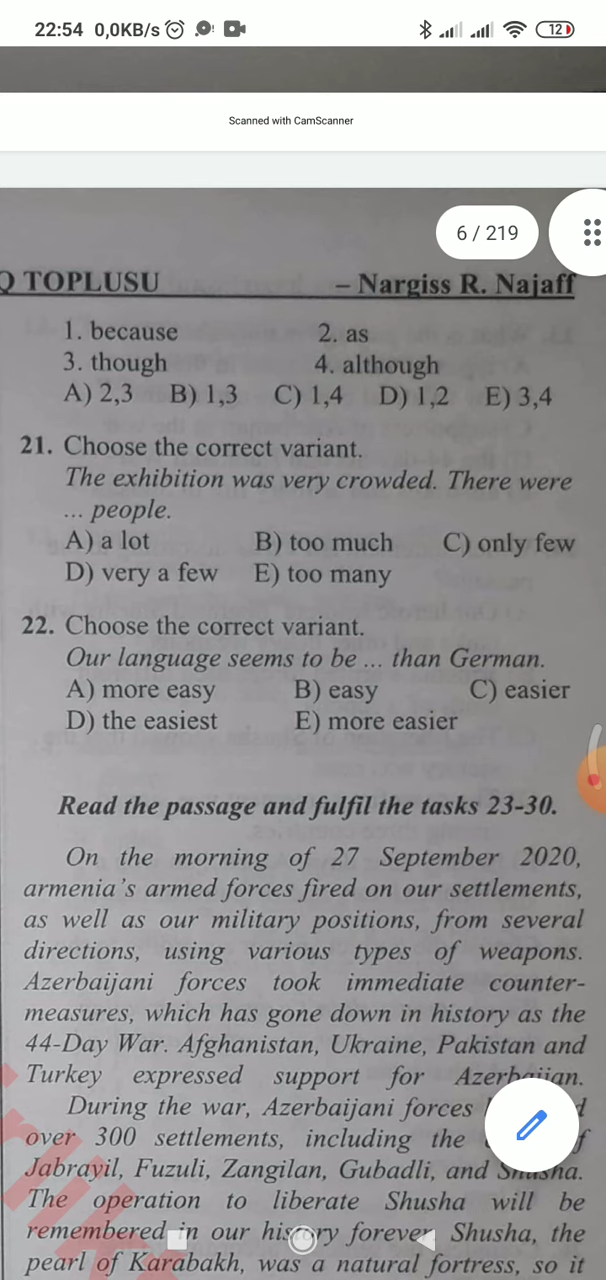 22:54 0,0KB/s
12
Scanned with CamScanner
6 / 219
Q TOPLUSU – Nargiss R. Najaff
1. because 2. as
3. though 4. although
A) 2,3 B) 1,3 C) 1,4 D) 1,2 E) 3,4
21. Choose the correct variant.
The exhibition was very crowded. There were
... people.
A) a lot B) too much C) only few
D) very a few E) too many
22. Choose the correct variant.
Our language seems to be ... than German.
A) more easy B) easy C) easier
D) the easiest E) more easier
Read the passage and fulfil the tasks 23-30.
On the morning of 27 September 2020,
armenia's armed forces fired on our settlements,
as well as our military positions, from several
directions, using various types of weapons.
Azerbaijani forces took immediate counter-
measures, which has gone down in history as the
44-Day War. Afghanistan, Ukraine, Pakistan and
Turkey expressed support for Azerbaijan.
During the war, Azerbaijani forces
over 300 settlements, including the
Jabrayil, Fuzuli, Zangilan, Gubadli, and Shusha.
The operation to liberate Shusha will be
remembered in our history forever. Shusha, the
pearl of Karabakh, was a natural fortress, so it